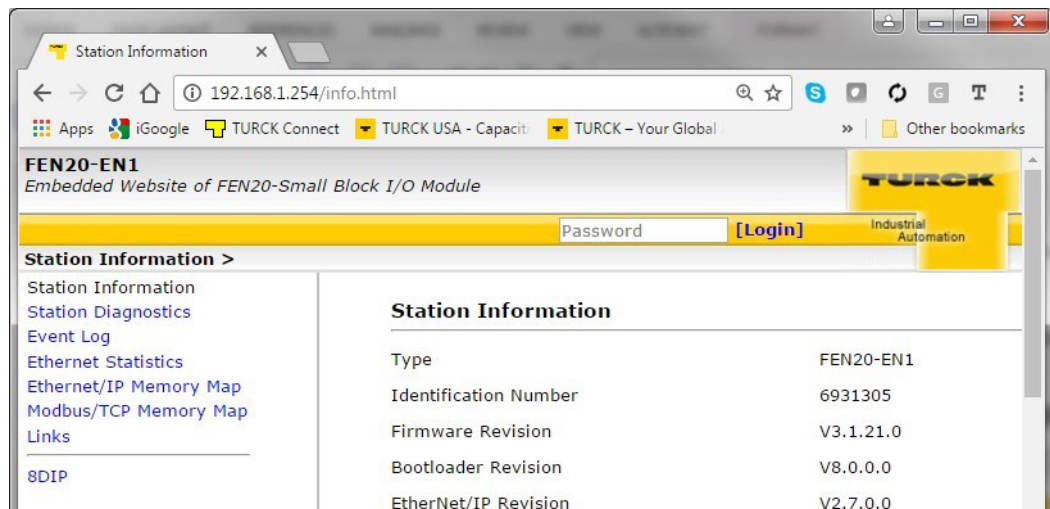 Station Information
192.168.1.254/info.html
Apps iGoogle TURCK Connect TURCK USA - Capaciti TURCK – Your Global Other bookmarks
FEN20-EN1
Embedded Website of FEN20-Small Block I/O Module
TURCK
Password [Login]
Industrial
Automation
Station Information >
Station Information
Station Diagnostics
Event Log
Ethernet Statistics
Ethernet/IP Memory Map
Modbus/TCP Memory Map
Links
8DIP
Station Information
Type FEN20-EN1
Identification Number 6931305
Firmware Revision V3.1.21.0
Bootloader Revision V8.0.0.0
EtherNet/IP Revision V2.7.0.0